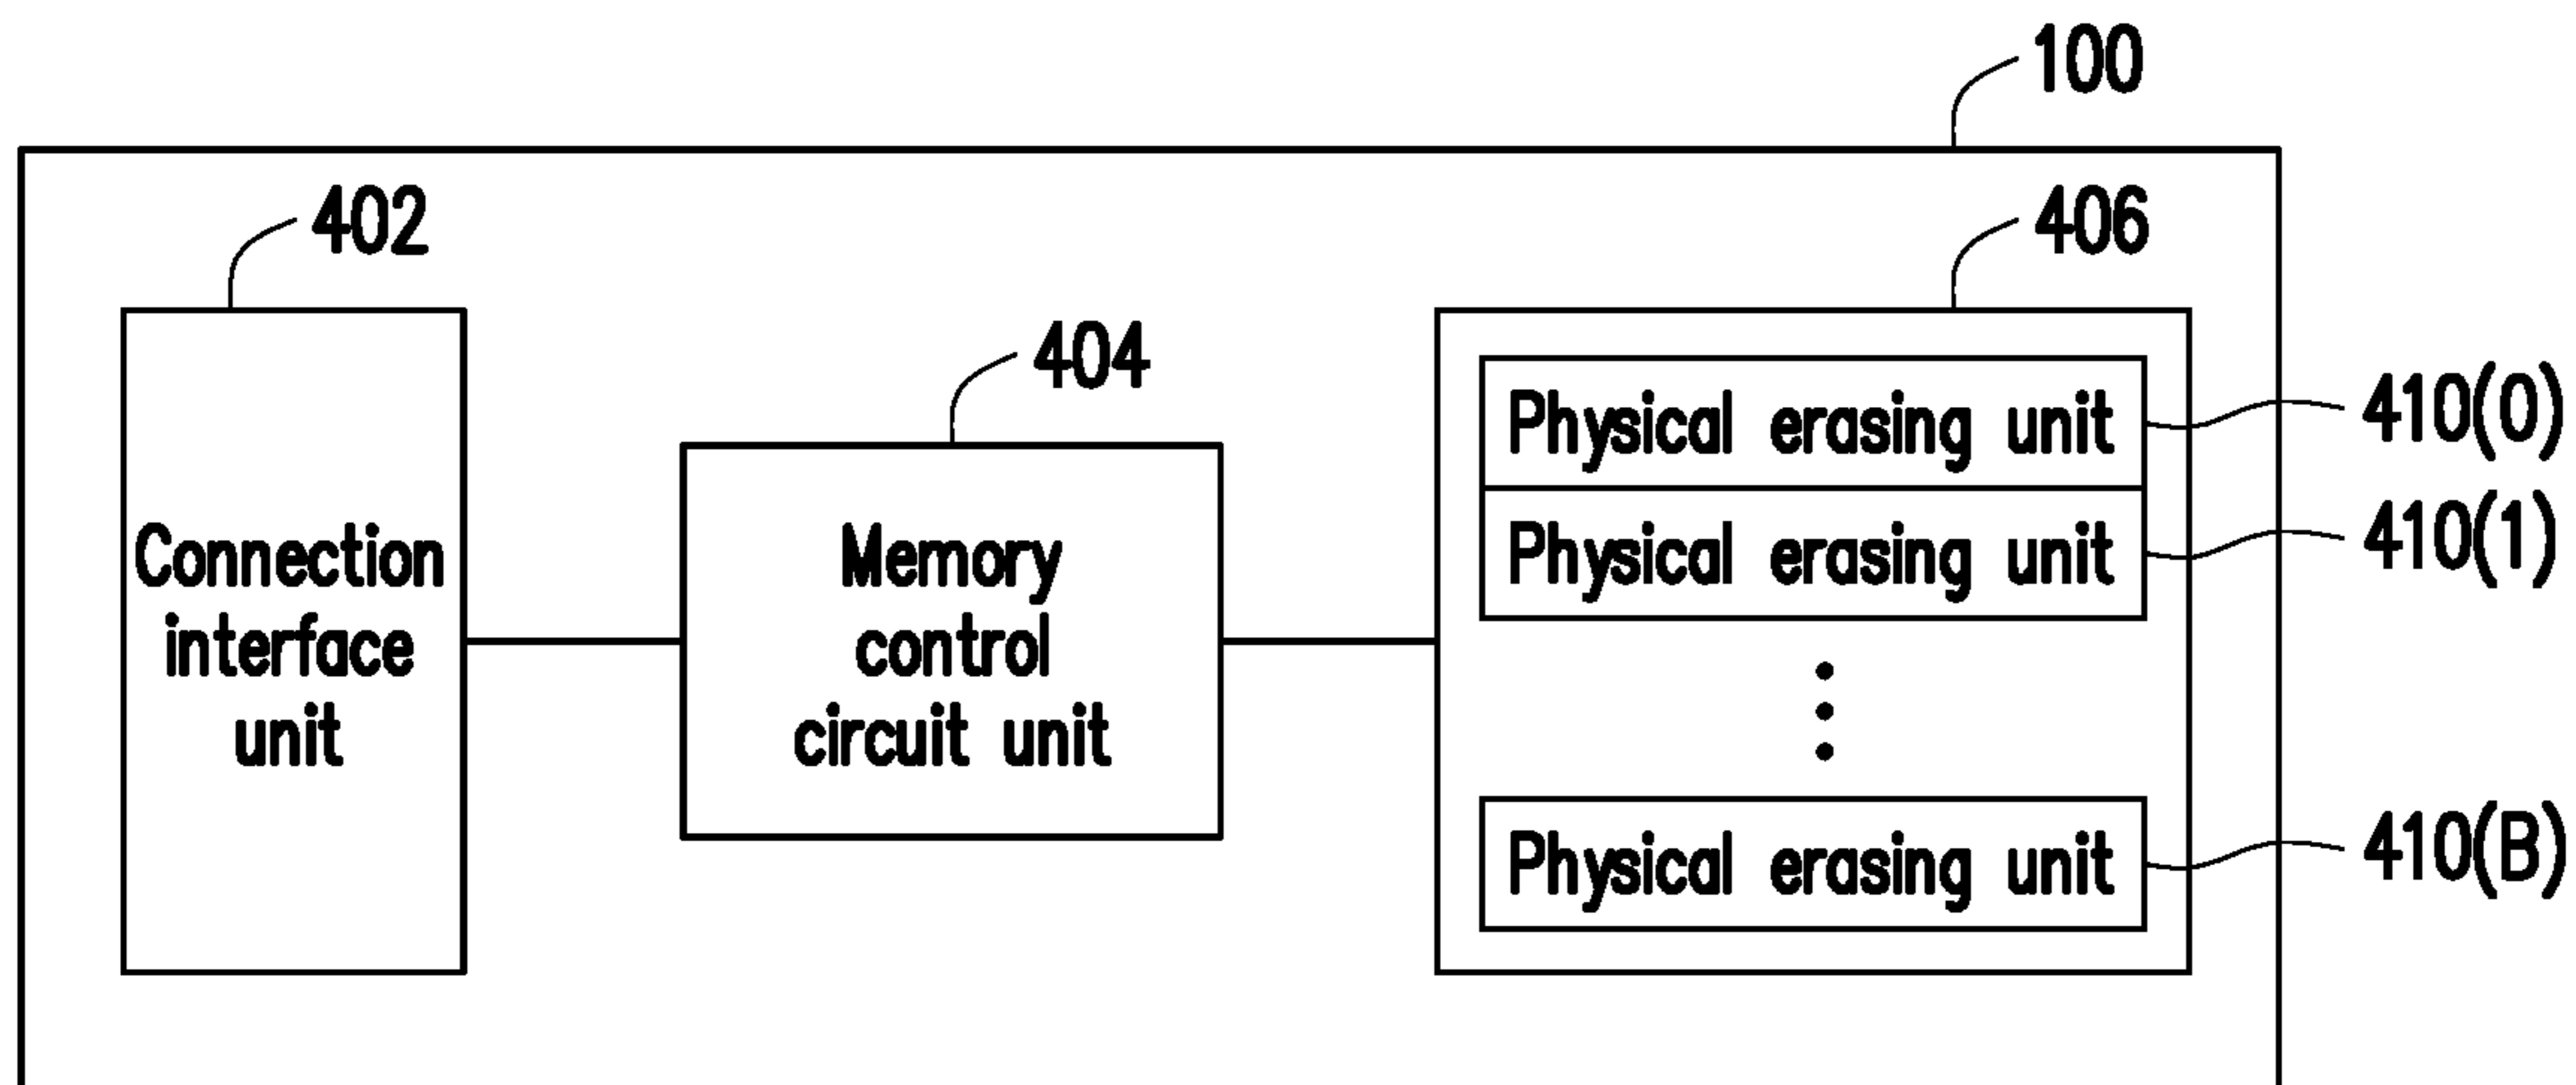 100
402
406
404
Physical erasing unit
410(0)
Physical erasing unit
410(1)
Connection
interface
unit
Memory
control
circuit unit
Physical erasing unit
410(B)